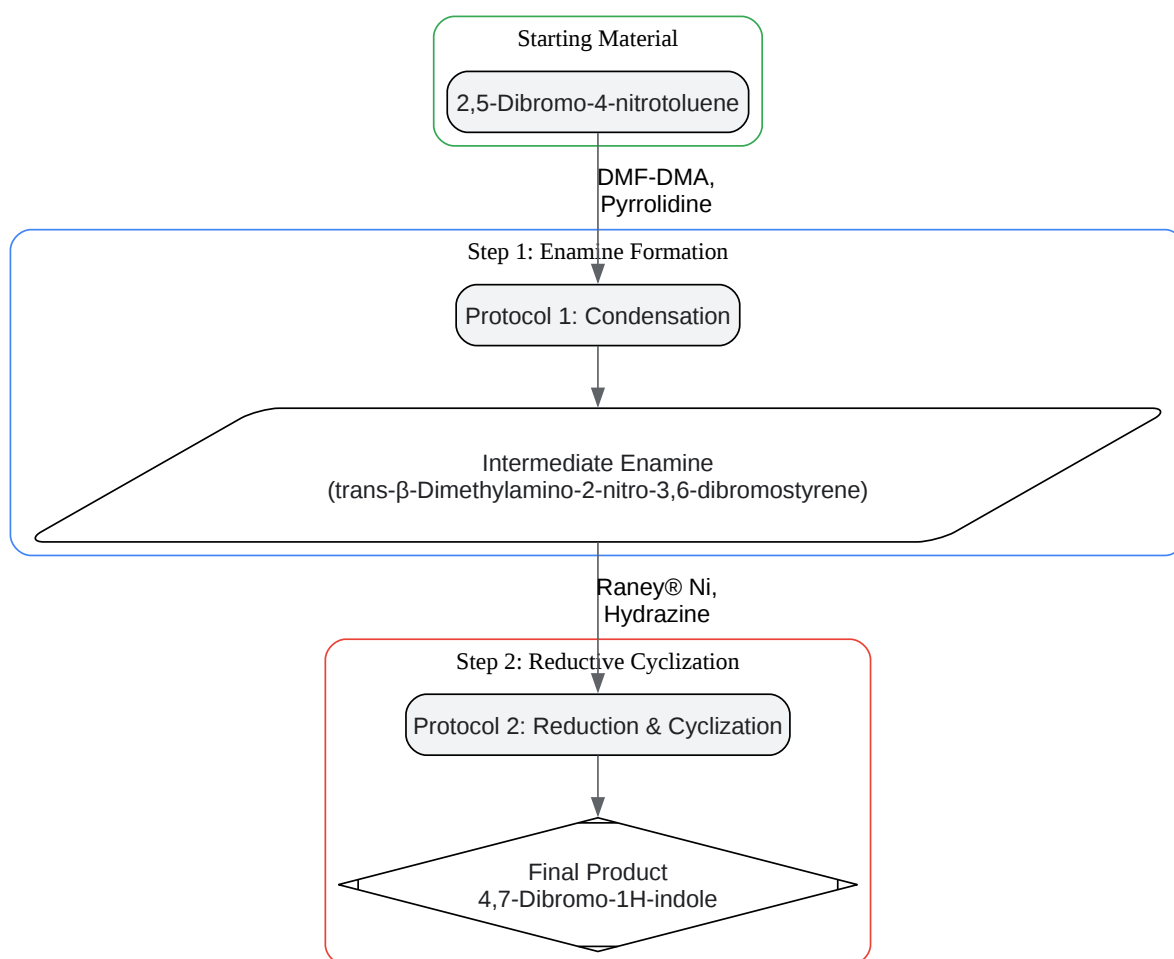 Starting Material
2,5-Dibromo-4-nitrotoluene
DMF-DMA,
Pyrrolidine
Step 1: Enamine Formation
Protocol 1: Condensation
Intermediate Enamine
(trans-β-Dimethylamino-2-nitro-3,6-dibromostyrene)
Raney® Ni,
Hydrazine
Step 2: Reductive Cyclization
Protocol 2: Reduction & Cyclization
Final Product
4,7-Dibromo-1H-indole